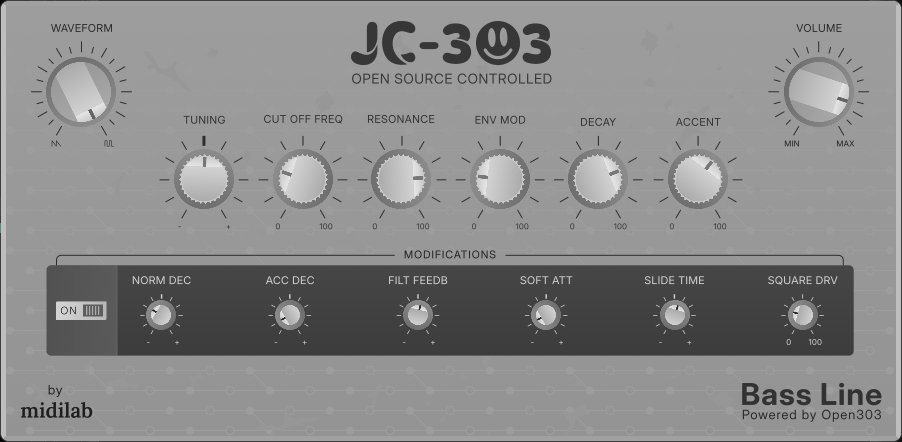 WAVEFORM
JC-303
VOLUME
OPEN SOURCE CONTROLLED
TUNING CUT OFF FREQ RESONANCE ENV MOD DECAY ACCENT
MIN MAX
- + 0 100 0 100 0 100 0 100 0 100
MODIFICATIONS
NORM DEC ACC DEC FILT FEEDB SOFT ATT SLIDE TIME SQUARE DRV
ON
- + - + - + - + - + 0 100
by
midilab
Bass Line
Powered by Open303